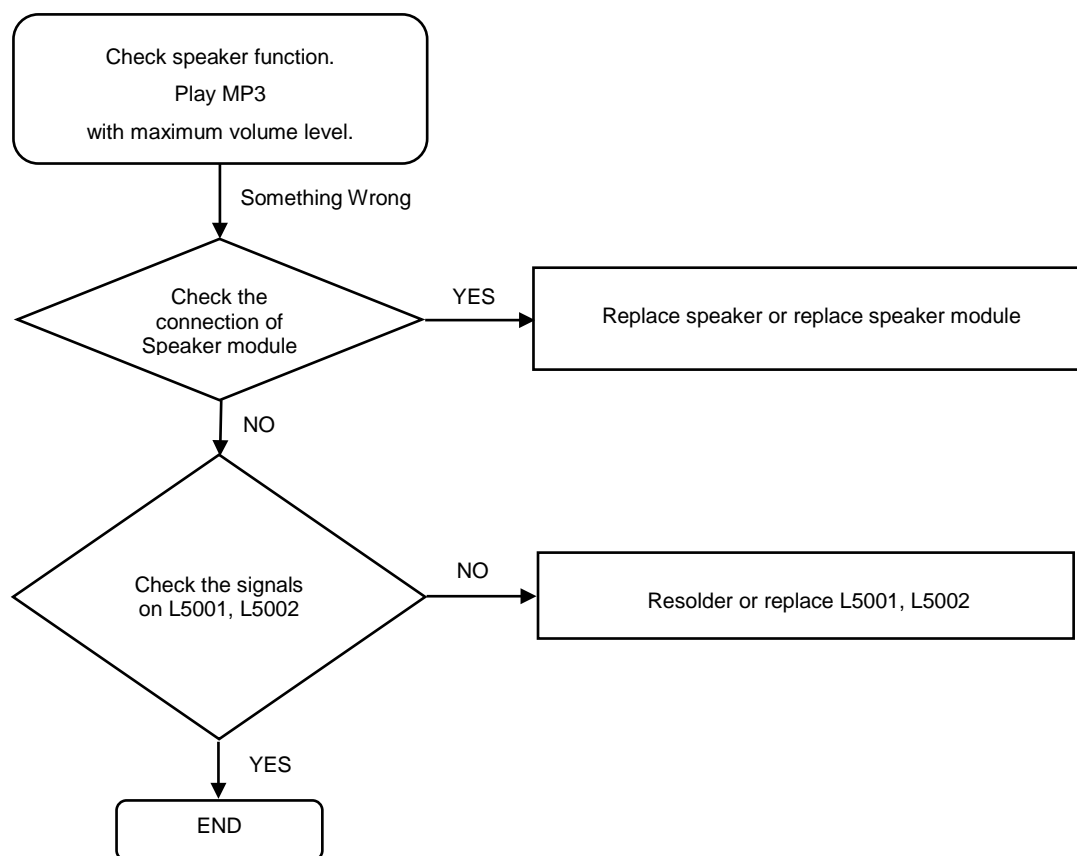 Check speaker function.
Play MP3
with maximum volume level.
Something Wrong
Check the
connection of
Speaker module
YES
Replace speaker or replace speaker module
NO
Check the signals
on L5001, L5002
NO
Resolder or replace L5001, L5002
YES
END